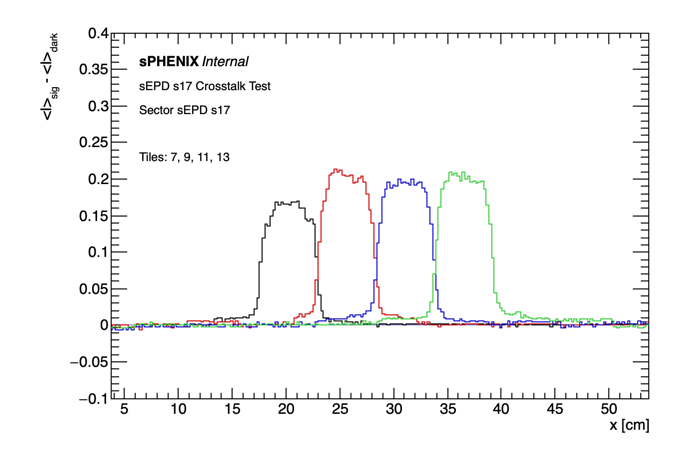 0.4
0.35
0.3
0.25
0.2
0.15
0.1
0.05
0
−0.05
−0.1
<I>sig - <I>dark
sPHENIX Internal
sEPD s17 Crosstalk Test
Sector sEPD s17
Tiles: 7, 9, 11, 13
5 10 15 20 25 30 35 40 45 50
x [cm]